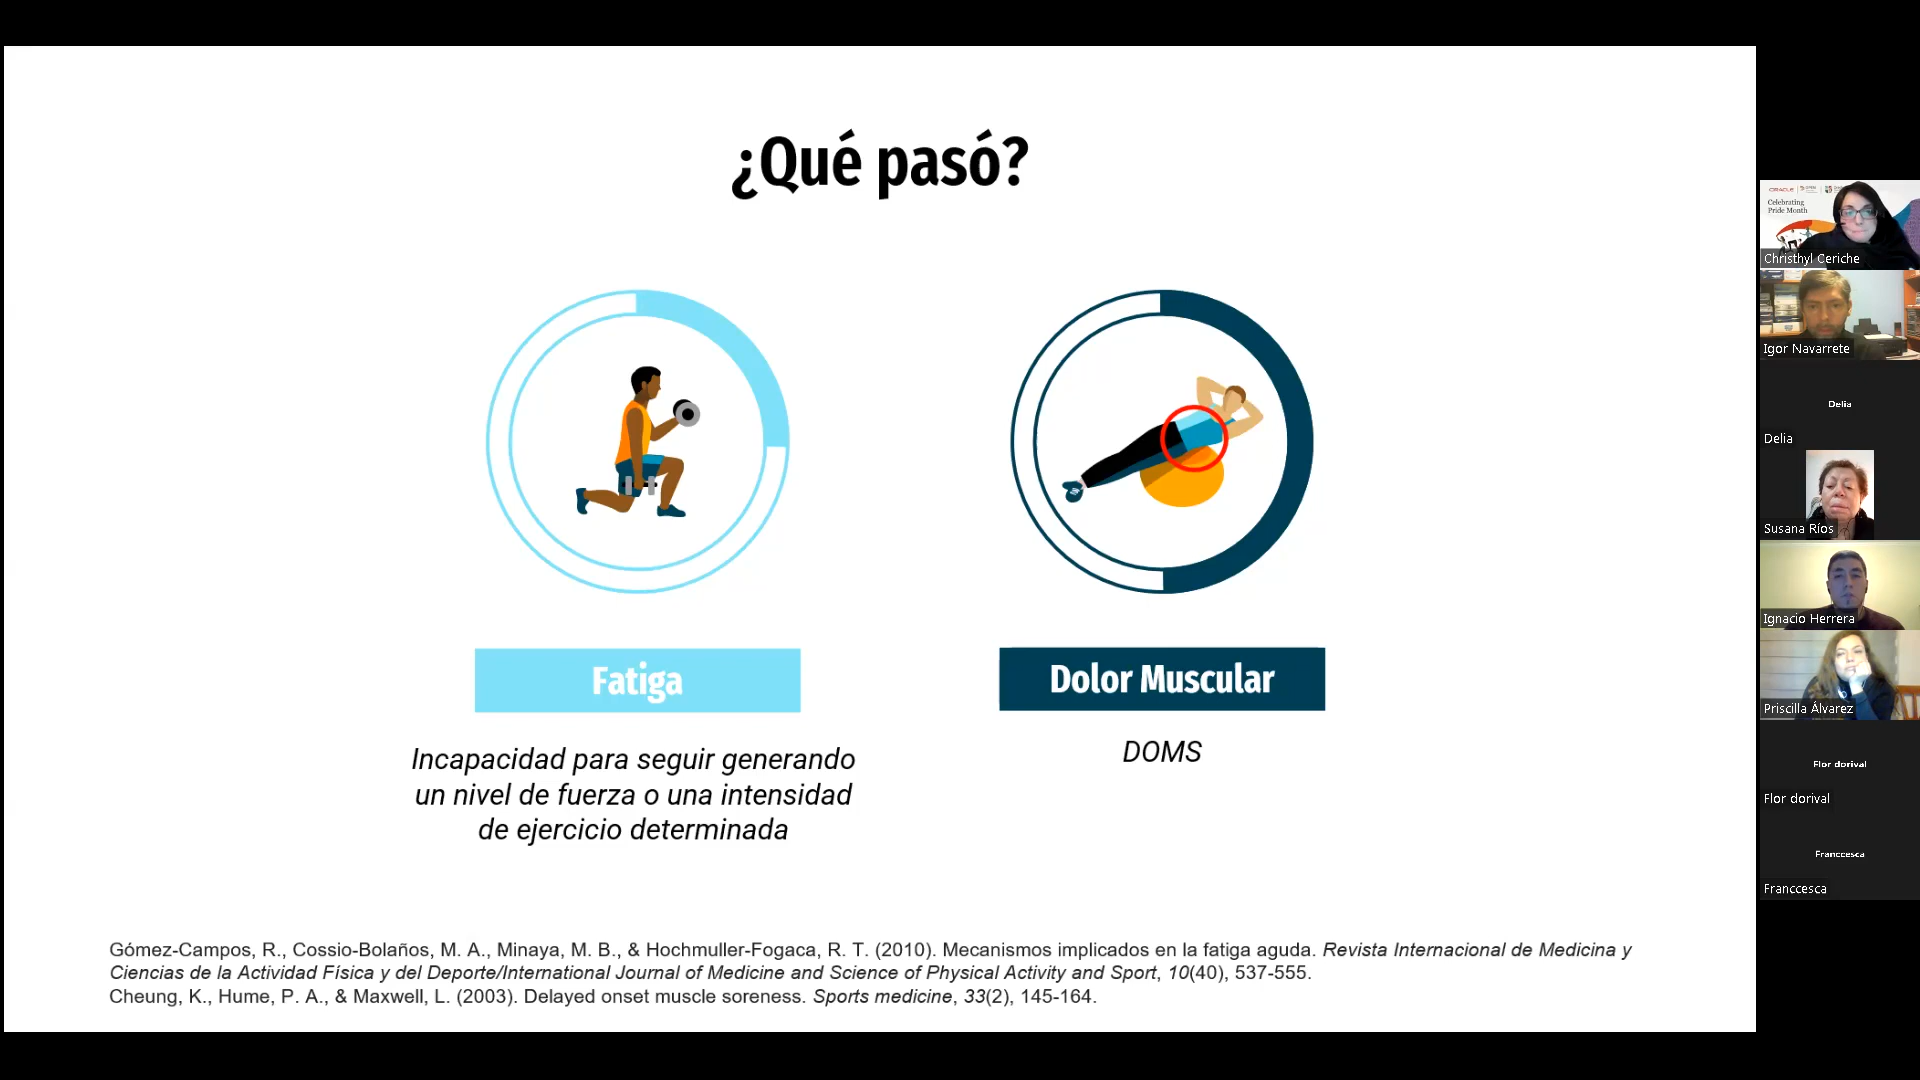 ¿Qué pasó?
Fatiga
Incapacidad para seguir generando
un nivel de fuerza o una intensidad
de ejercicio determinada
Dolor Muscular
DOMS
Gómez-Campos, R., Cossio-Bolaños, M. A., Minaya, M. B., & Hochmuller-Fogaca, R. T. (2010). Mecanismos implicados en la fatiga aguda. Revista Internacional de Medicina y
Ciencias de la Actividad Física y del Deporte/International Journal of Medicine and Science of Physical Activity and Sport, 10(40), 537-555.
Cheung, K., Hume, P. A., & Maxwell, L. (2003). Delayed onset muscle soreness. Sports medicine, 33(2), 145-164.
ORACLE
Celebrating
Pride Month
Christhyl Ceriche
Igor Navarrete
Delia
Delia
Susana Ríos
Ignacio Herrera
Priscilla Álvarez
Flor dorival
Flor dorival
Franccesca
Franccesca